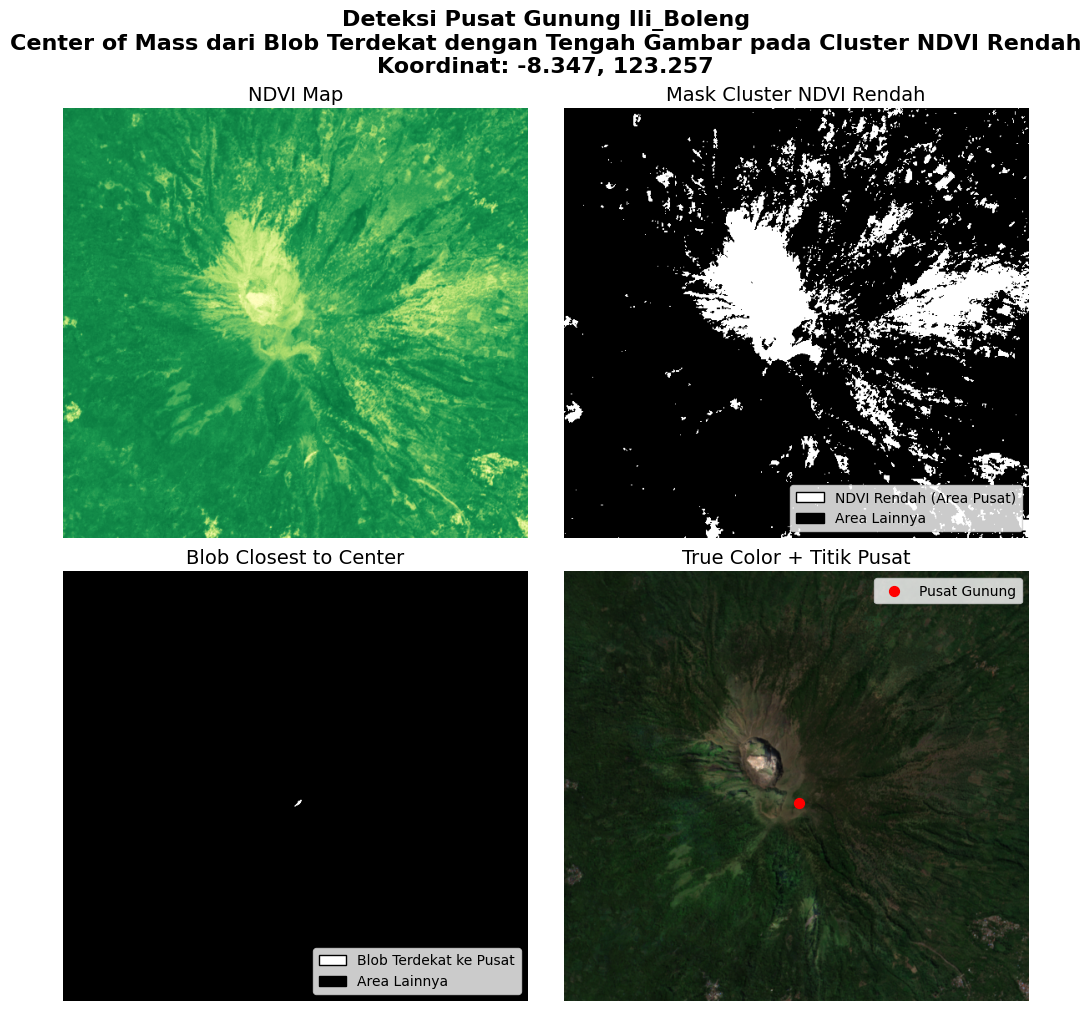 Deteksi Pusat Gunung Ili_Boleng
Center of Mass dari Blob Terdekat dengan Tengah Gambar pada Cluster NDVI Rendah
Koordinat: -8.347, 123.257
NDVI Map
Mask Cluster NDVI Rendah
NDVI Rendah (Area Pusat)
Area Lainnya
Blob Closest to Center
True Color + Titik Pusat
Pusat Gunung
Blob Terdekat ke Pusat
Area Lainnya